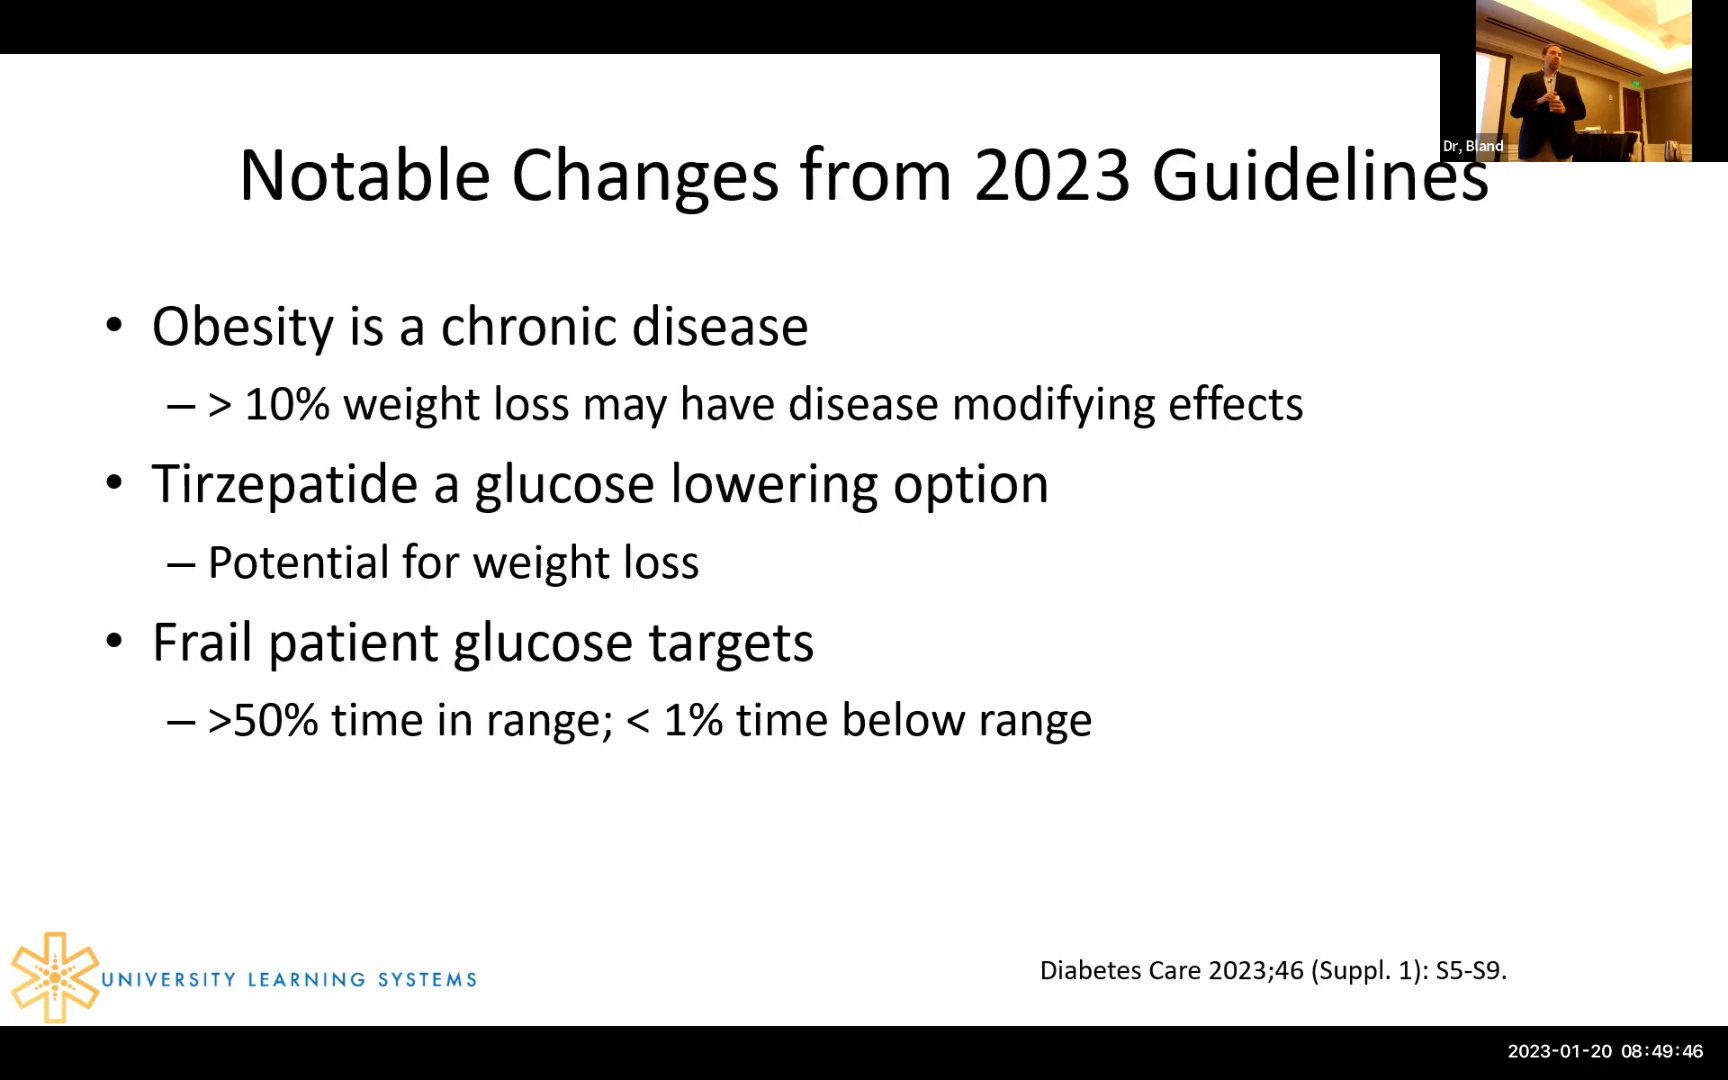 Dr, Bland
Notable Changes from 2023 Guidelines
• Obesity is a chronic disease
– > 10% weight loss may have disease modifying effects
• Tirzepatide a glucose lowering option
– Potential for weight loss
• Frail patient glucose targets
– >50% time in range; < 1% time below range
UNIVERSITY LEARNING SYSTEMS
Diabetes Care 2023;46 (Suppl. 1): S5-S9.
2023-01-20 08:49:46